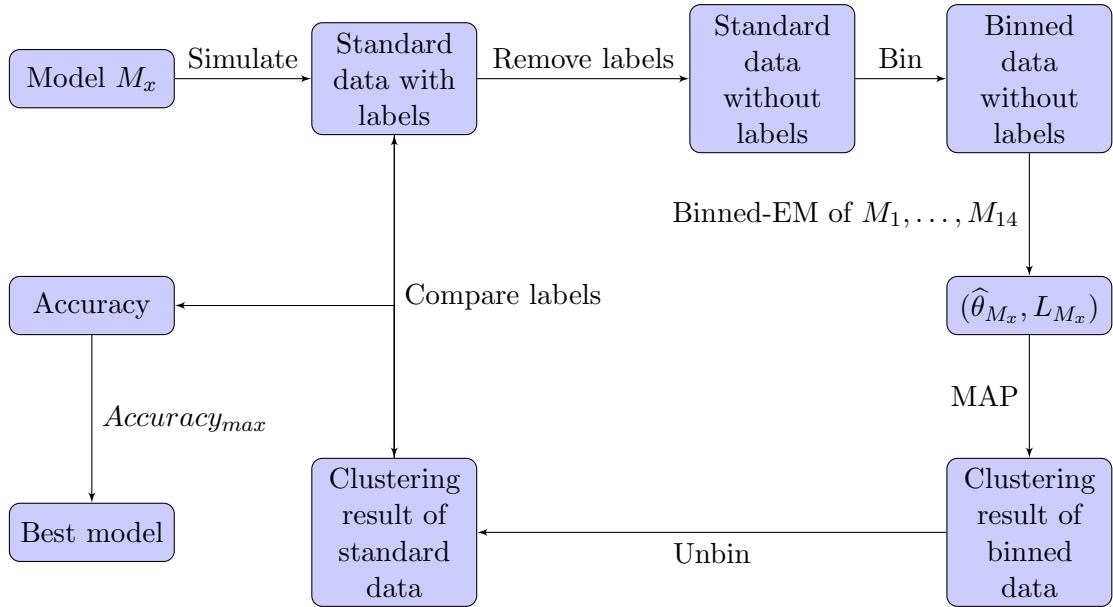 Model $M_x$
Simulate
Standard
data with
labels
Remove labels
Standard
data
without
labels
Bin
Binned
data
without
labels
Binned-EM of $M_1, \ldots, M_{14}$
$(\widehat{\theta}_{M_x}, L_{M_x})$
MAP
Clustering
result of
binned
data
Unbin
Clustering
result of
standard
data
Compare labels
Accuracy
$Accuracy_{max}$
Best model